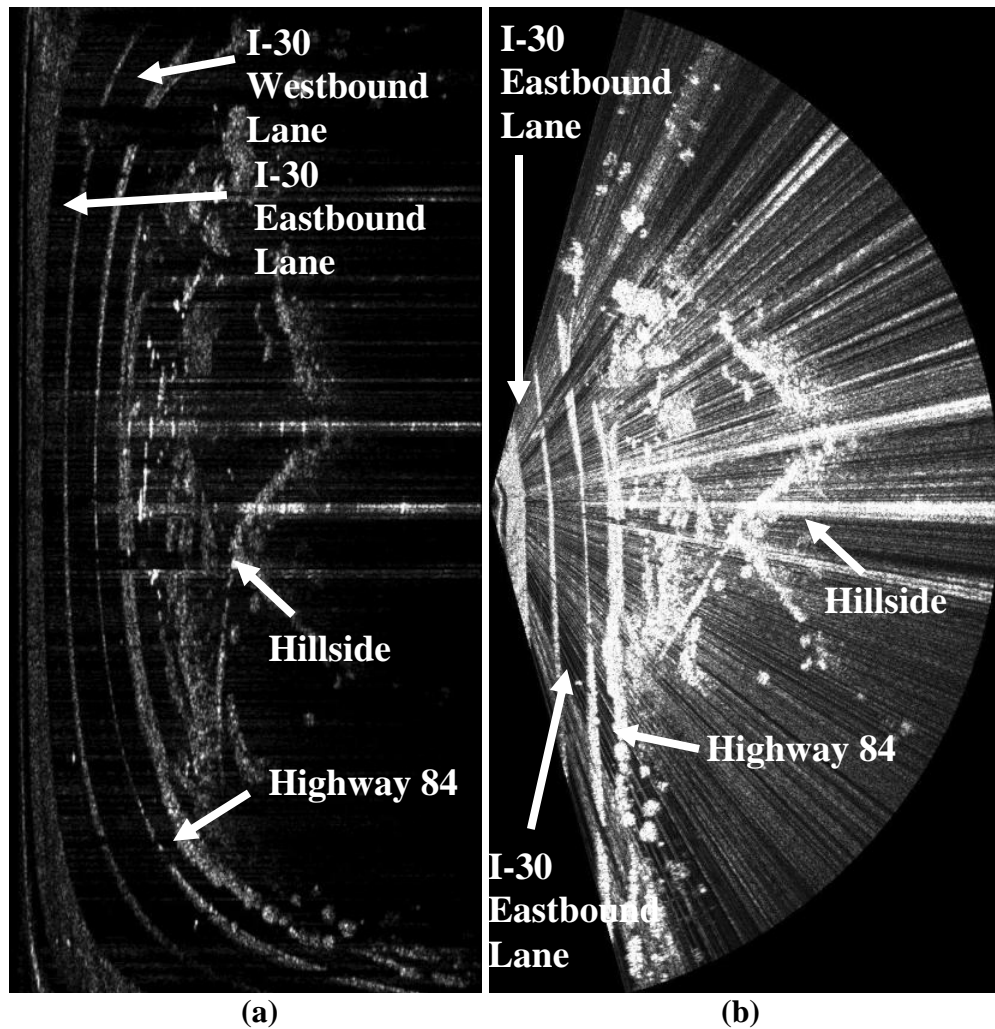 I-30
Westbound
Lane
I-30
Eastbound
Lane
Hillside
Highway 84
(a)
I-30
Eastbound
Lane
Hillside
Highway 84
I-30
Eastbound
Lane
(b)